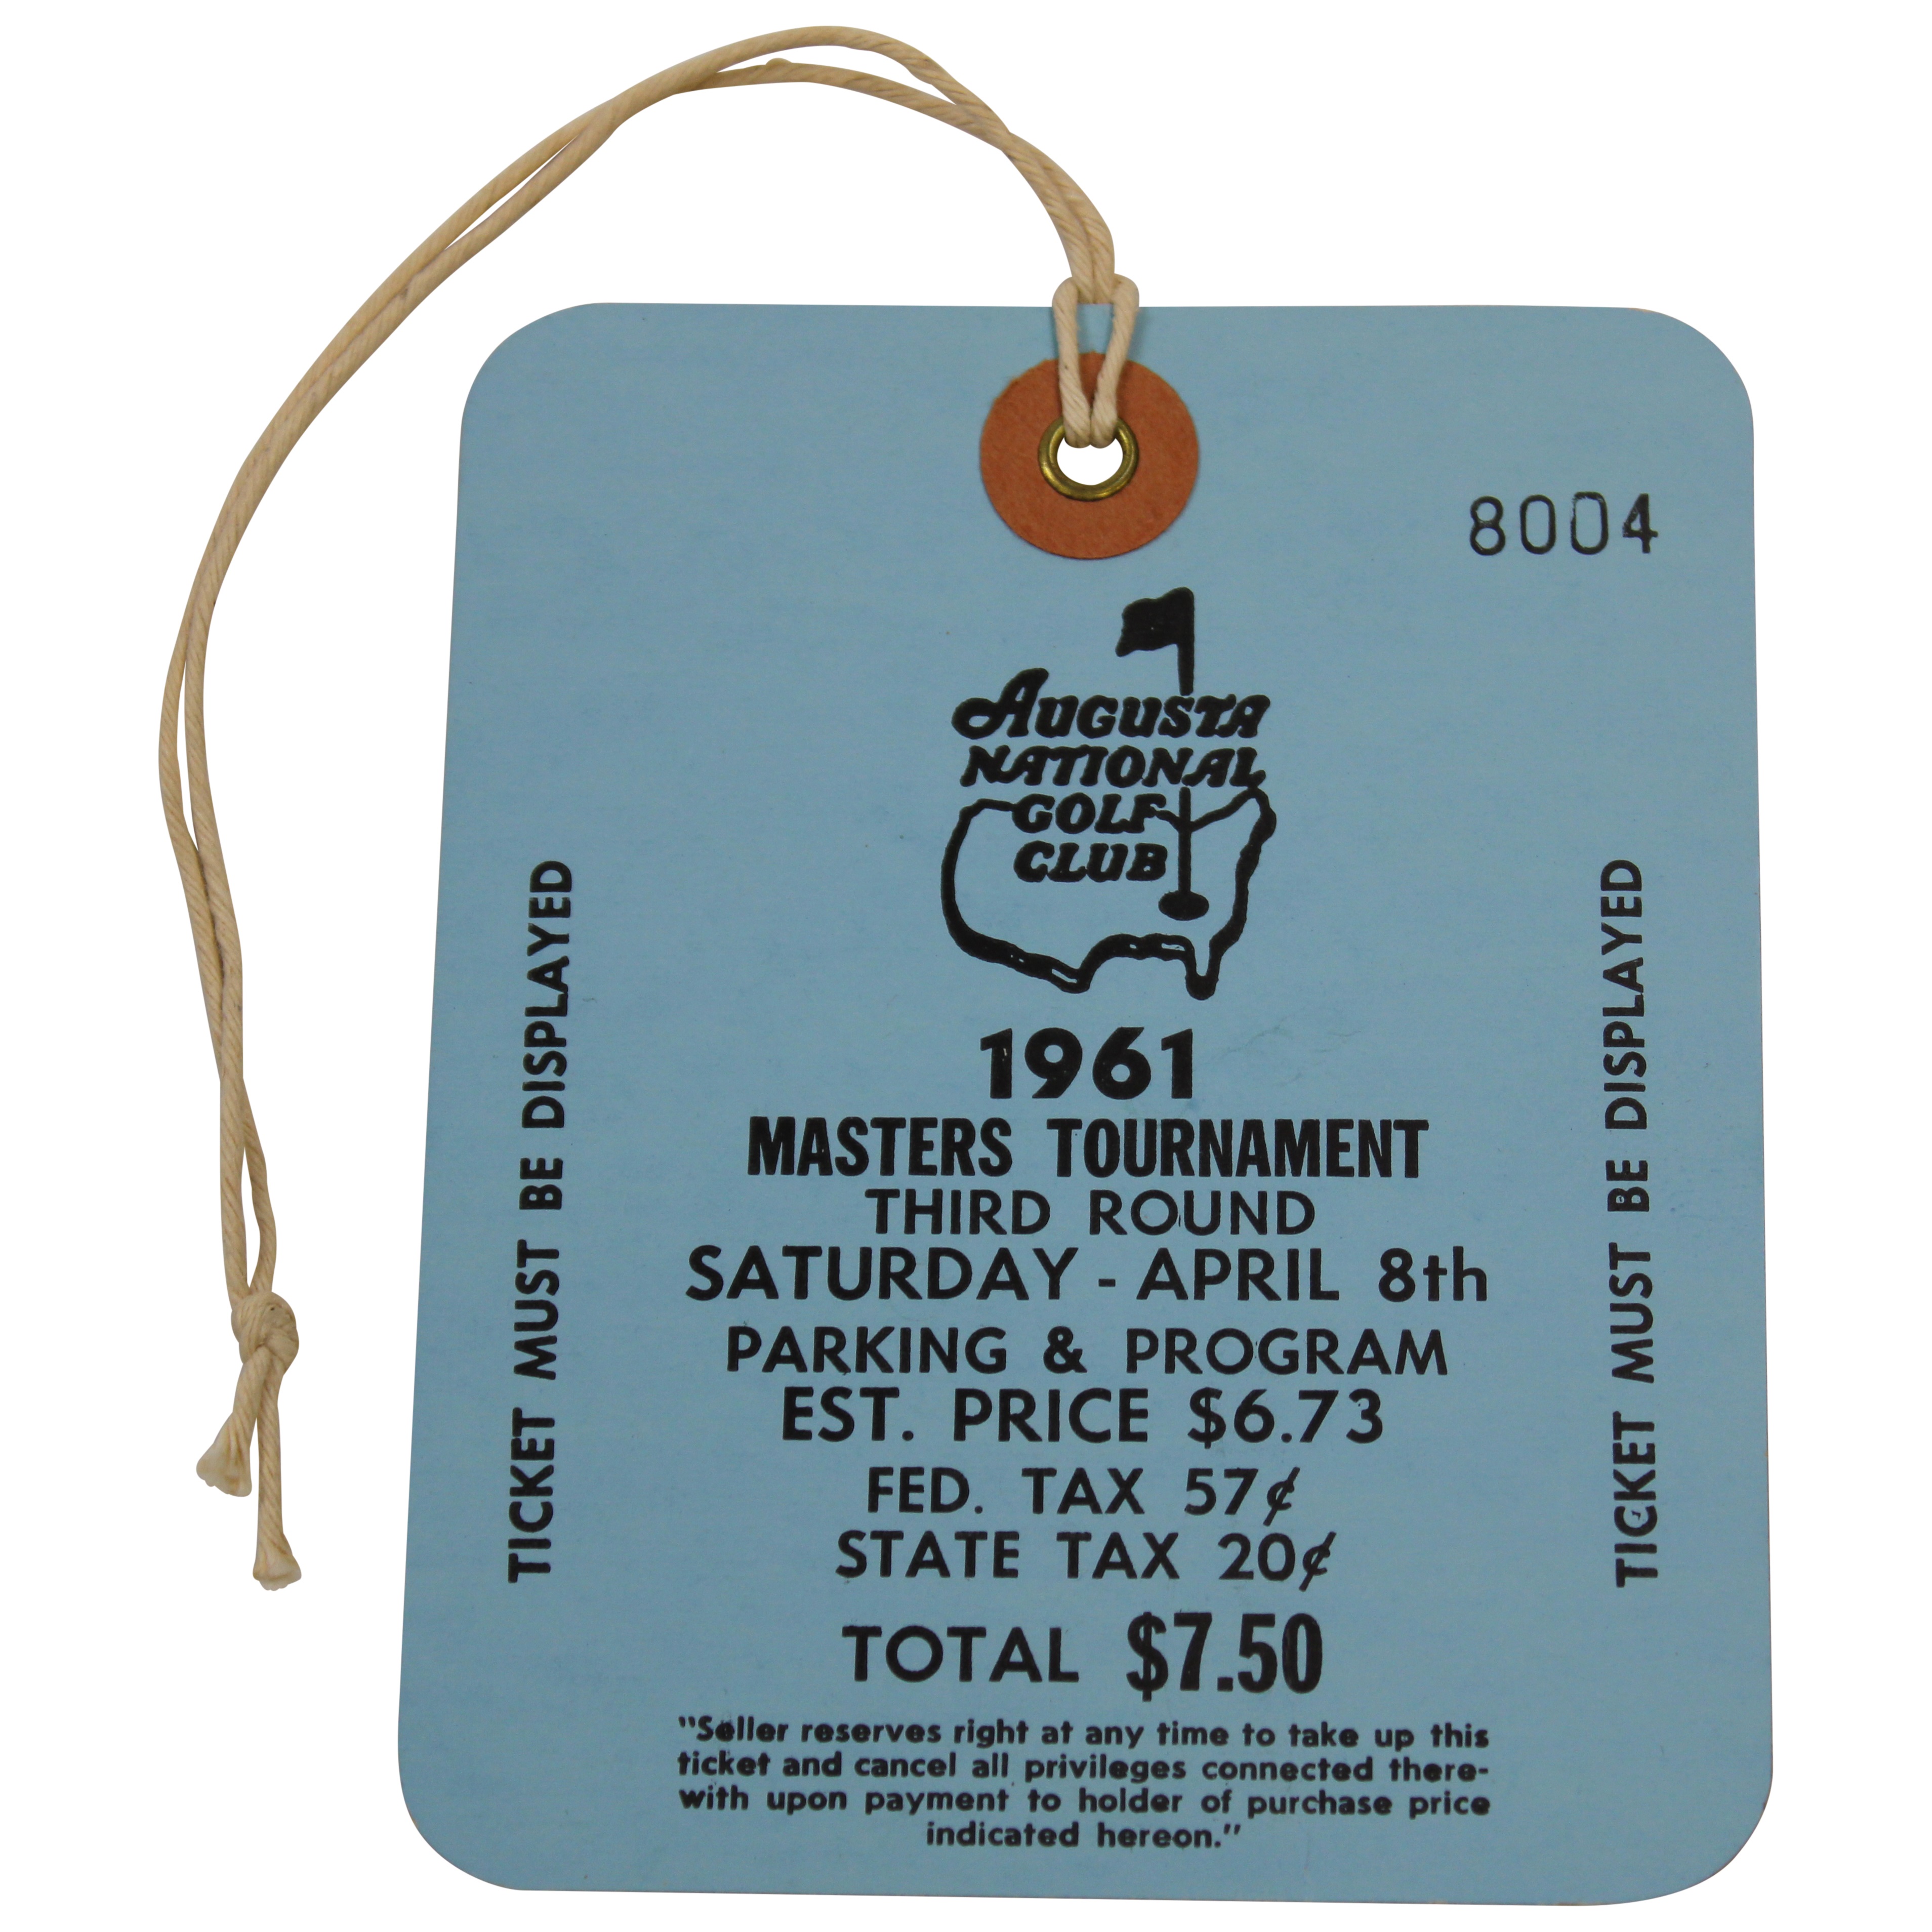 8004
AUGUSTA
NATIONAL
GOLF
CLUB
TICKET MUST BE DISPLAYED
TICKET MUST BE DISPLAYED
1961
MASTERS TOURNAMENT
THIRD ROUND
SATURDAY - APRIL 8th
PARKING & PROGRAM
EST. PRICE $6.73
FED. TAX 57¢
STATE TAX 20¢
TOTAL $7.50
"Seller reserves right at any time to take up this
ticket and cancel all privileges connected there-
with upon payment to holder of purchase price
indicated hereon."